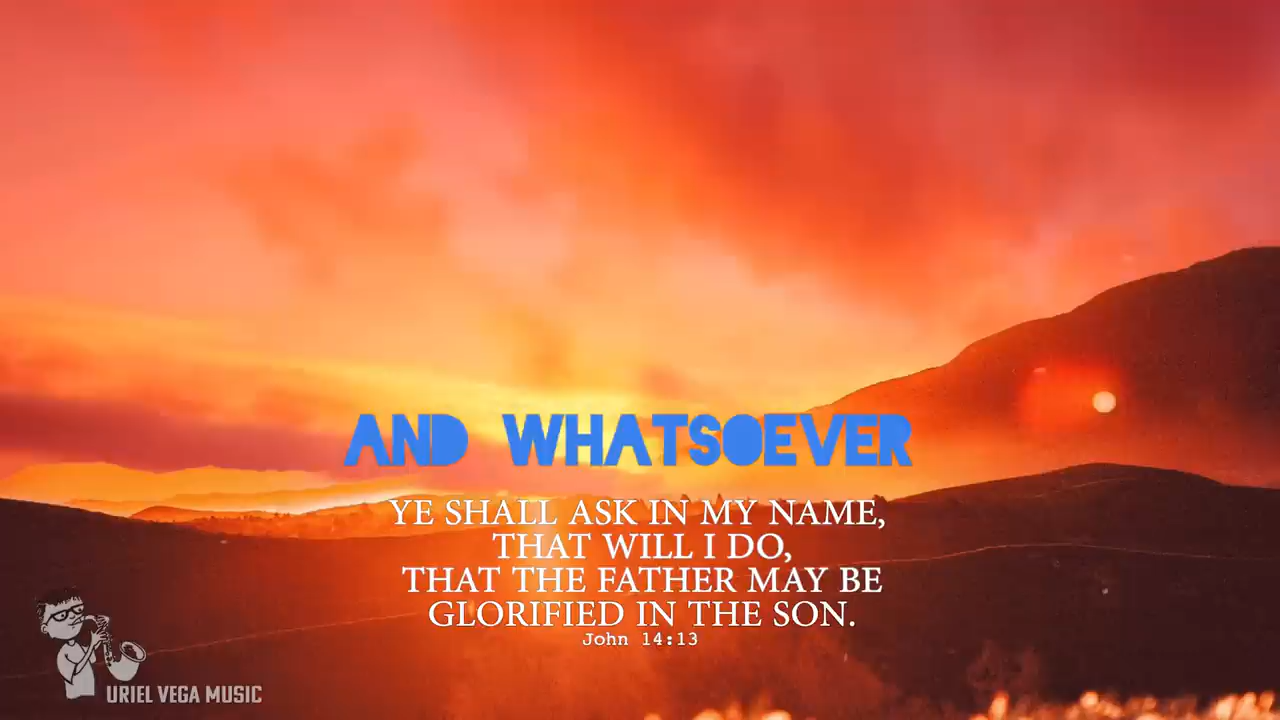 AND WHATSOEVER
YE SHALL ASK IN MY NAME,
THAT WILL I DO,
THAT THE FATHER MAY BE
GLORIFIED IN THE SON.
John 14:13
URIEL VEGA MUSIC